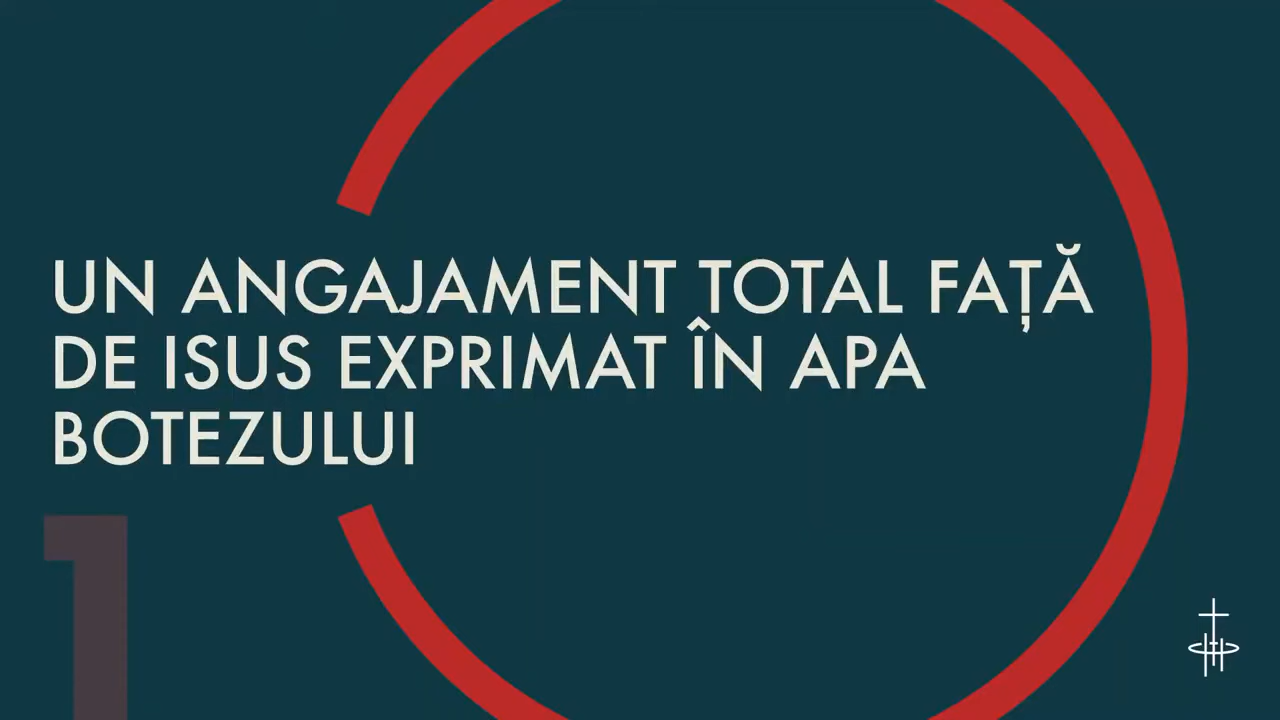 UN ANGAJAMENT TOTAL FAȚĂ
DE ISUS EXPRIMAT ÎN APA
BOTEZULUI
1